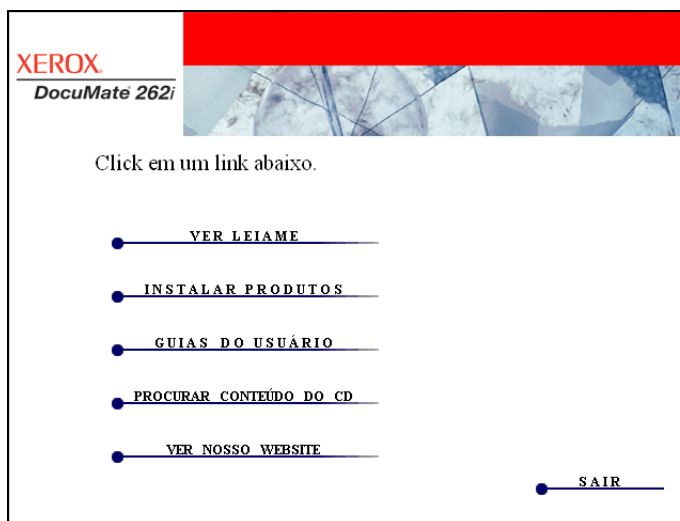 XEROX.
DocuMate 262i
Click em um link abaixo.
VER LEIAME
INSTALAR PRODUTOS
GUIAS DO USUÁRIO
PROCURAR CONTEÚDO DO CD
VER NOSSO WEBSITE
SAIR